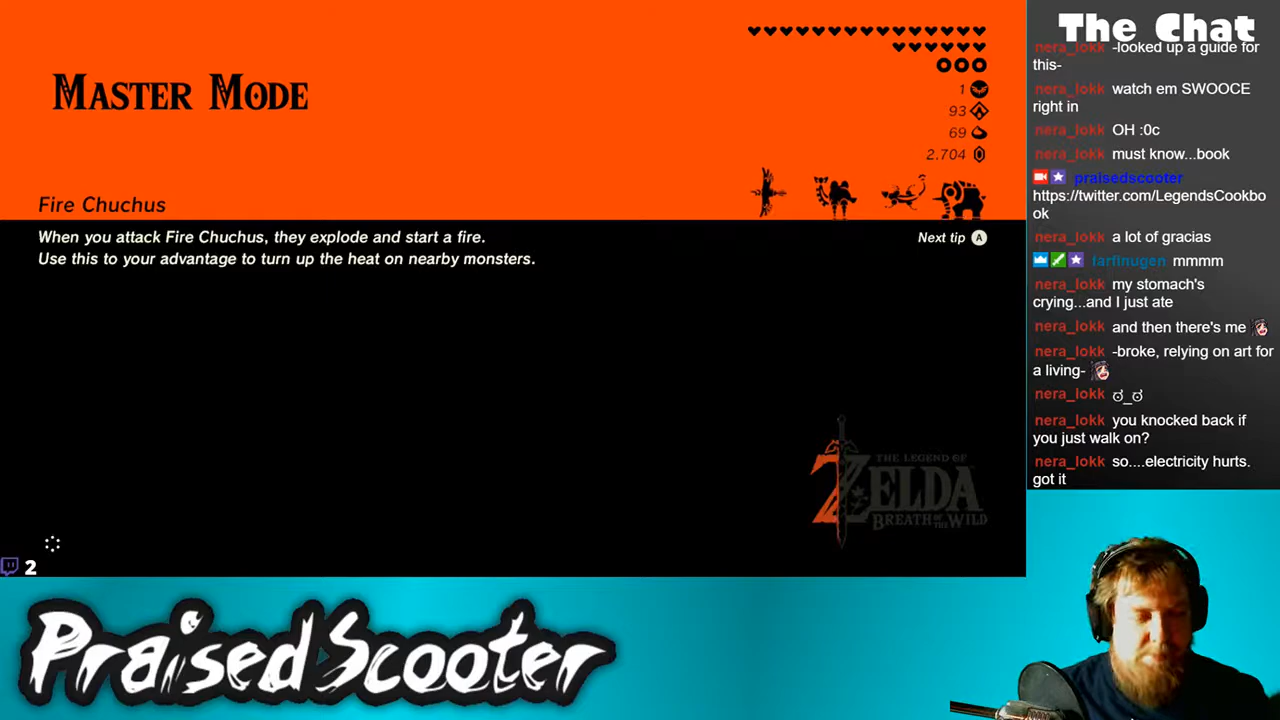 Master Mode
1
93
69
2.704
Fire Chuchus
When you attack Fire Chuchus, they explode and start a fire.
Use this to your advantage to turn up the heat on nearby monsters.
Next tip A
THE LEGEND OF
ZELDA
BREATH OF THE WILD
2
PraisedScooter
The Chat
nera_lokk -looked up a guide for
this-
nera_lokk watch em SWOOCE
right in
nera_lokk OH :0c
nera_lokk must know...book
praisedscooter
https://twitter.com/LegendsCookbo
ok
nera_lokk a lot of gracias
farfinugen mmmm
nera_lokk my stomach's
crying...and I just ate
nera_lokk and then there's me
nera_lokk -broke, relying on art for
a living-
nera_lokk ಠ_ಠ
nera_lokk you knocked back if
you just walk on?
nera_lokk so....electricity hurts.
got it